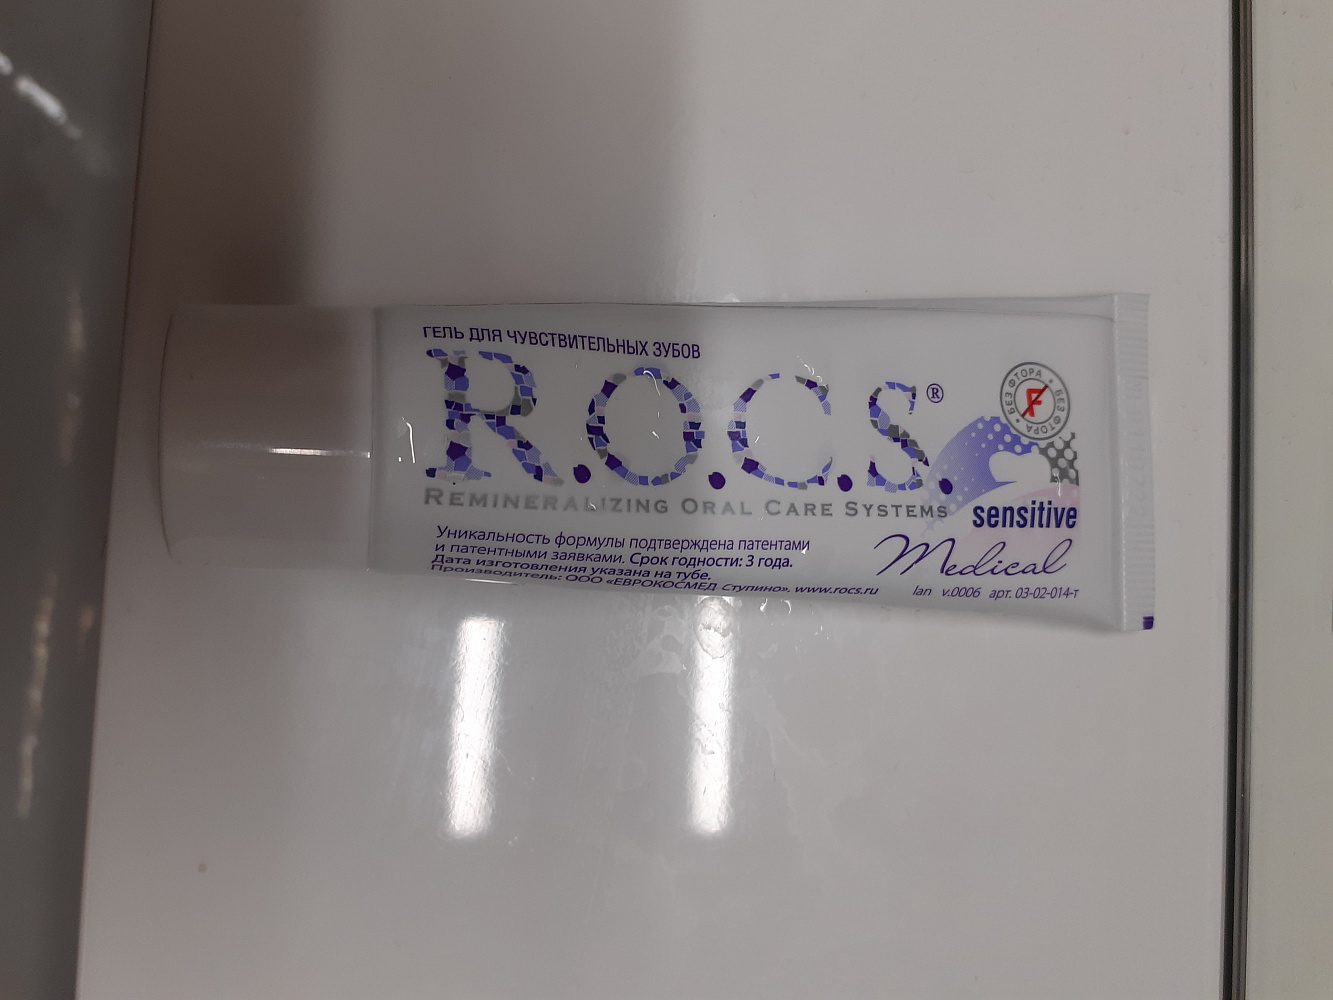 ГЕЛЬ ДЛЯ ЧУВСТВИТЕЛЬНЫХ ЗУБОВ
R.O.C.S.®
REMINERALIZING ORAL CARE SYSTEMS
БЕЗ ФТОРА • БЕЗ ФТОРА •
F
sensitive
Medical
Уникальность формулы подтверждена патентами
и патентными заявками. Срок годности: 3 года.
Дата изготовления указана на тубе.
Производитель: ООО «ЕВРОКОСМЕД Ступино», www.rocs.ru
lan v.0006 арт. 03-02-014-т